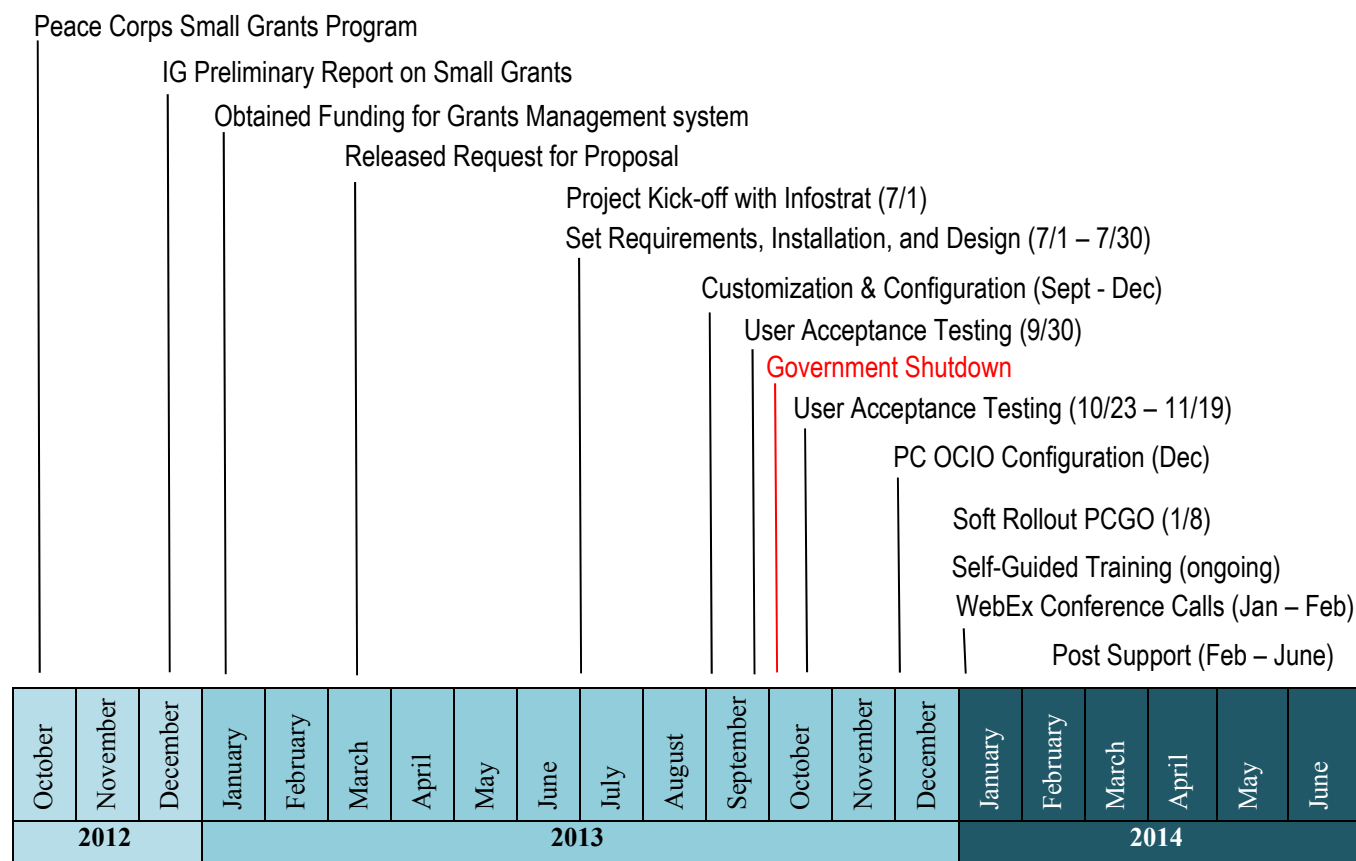 Peace Corps Small Grants Program
IG Preliminary Report on Small Grants
Obtained Funding for Grants Management system
Released Request for Proposal
Project Kick-off with Infostrat (7/1)
Set Requirements, Installation, and Design (7/1 – 7/30)
Customization & Configuration (Sept - Dec)
User Acceptance Testing (9/30)
Government Shutdown
User Acceptance Testing (10/23 – 11/19)
PC OCIO Configuration (Dec)
Soft Rollout PCGO (1/8)
Self-Guided Training (ongoing)
WebEx Conference Calls (Jan – Feb)
Post Support (Feb – June)
October
November
December
January
February
March
April
May
June
July
August
September
October
November
December
January
February
March
April
May
June
2012
2013
2014